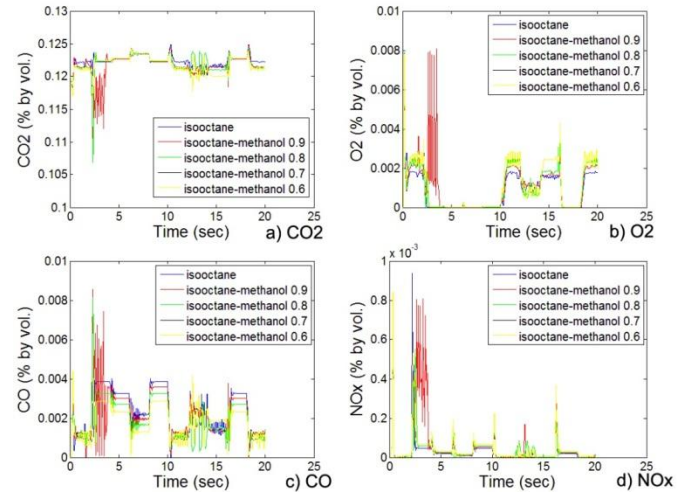 0.13
0.125
0.12
0.115
0.11
0.105
0.1
CO2 (% by vol.)
isooctane
isooctane-methanol 0.9
isooctane-methanol 0.8
isooctane-methanol 0.7
isooctane-methanol 0.6
0 5 10 15 20 25
Time (sec)
a) CO2
0.01
0.008
0.006
0.004
0.002
0
O2 (% by vol.)
isooctane
isooctane-methanol 0.9
isooctane-methanol 0.8
isooctane-methanol 0.7
isooctane-methanol 0.6
0 5 10 15 20 25
Time (sec)
b) O2
0.01
0.008
0.006
0.004
0.002
0
CO (% by vol.)
isooctane
isooctane-methanol 0.9
isooctane-methanol 0.8
isooctane-methanol 0.7
isooctane-methanol 0.6
0 5 10 15 20 25
Time (sec)
c) CO
1 x 10-3
0.8
0.6
0.4
0.2
0
NOx (% by vol.)
isooctane
isooctane-methanol 0.9
isooctane-methanol 0.8
isooctane-methanol 0.7
isooctane-methanol 0.6
0 5 10 15 20 25
Time (sec)
d) NOx